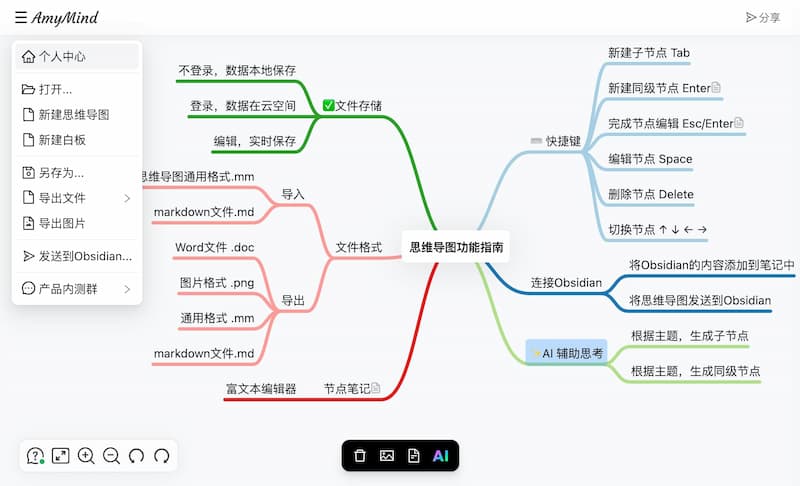 AmyMind
分享
个人中心
打开...
新建思维导图
新建白板
另存为...
导出文件
导出图片
发送到Obsidian...
产品内测群
不登录，数据本地保存
登录，数据在云空间
编辑，实时保存
✅文件存储
思维导图通用格式.mm
markdown文件.md
导入
Word文件 .doc
图片格式 .png
通用格式 .mm
markdown文件.md
导出
文件格式
富文本编辑器
节点笔记
思维导图功能指南
快捷键
新建子节点 Tab
新建同级节点 Enter
完成节点编辑 Esc/Enter
编辑节点 Space
删除节点 Delete
切换节点 ↑ ↓ ← →
连接Obsidian
将Obsidian的内容添加到笔记中
将思维导图发送到Obsidian
✨AI 辅助思考
根据主题，生成子节点
根据主题，生成同级节点
AI